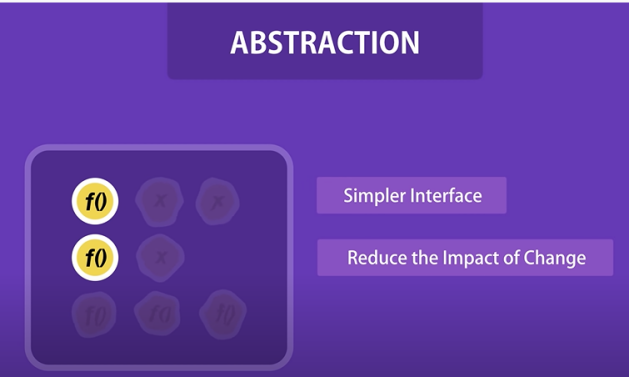 ABSTRACTION
f() x x
Simpler Interface
f() x
Reduce the Impact of Change
f() f() f()